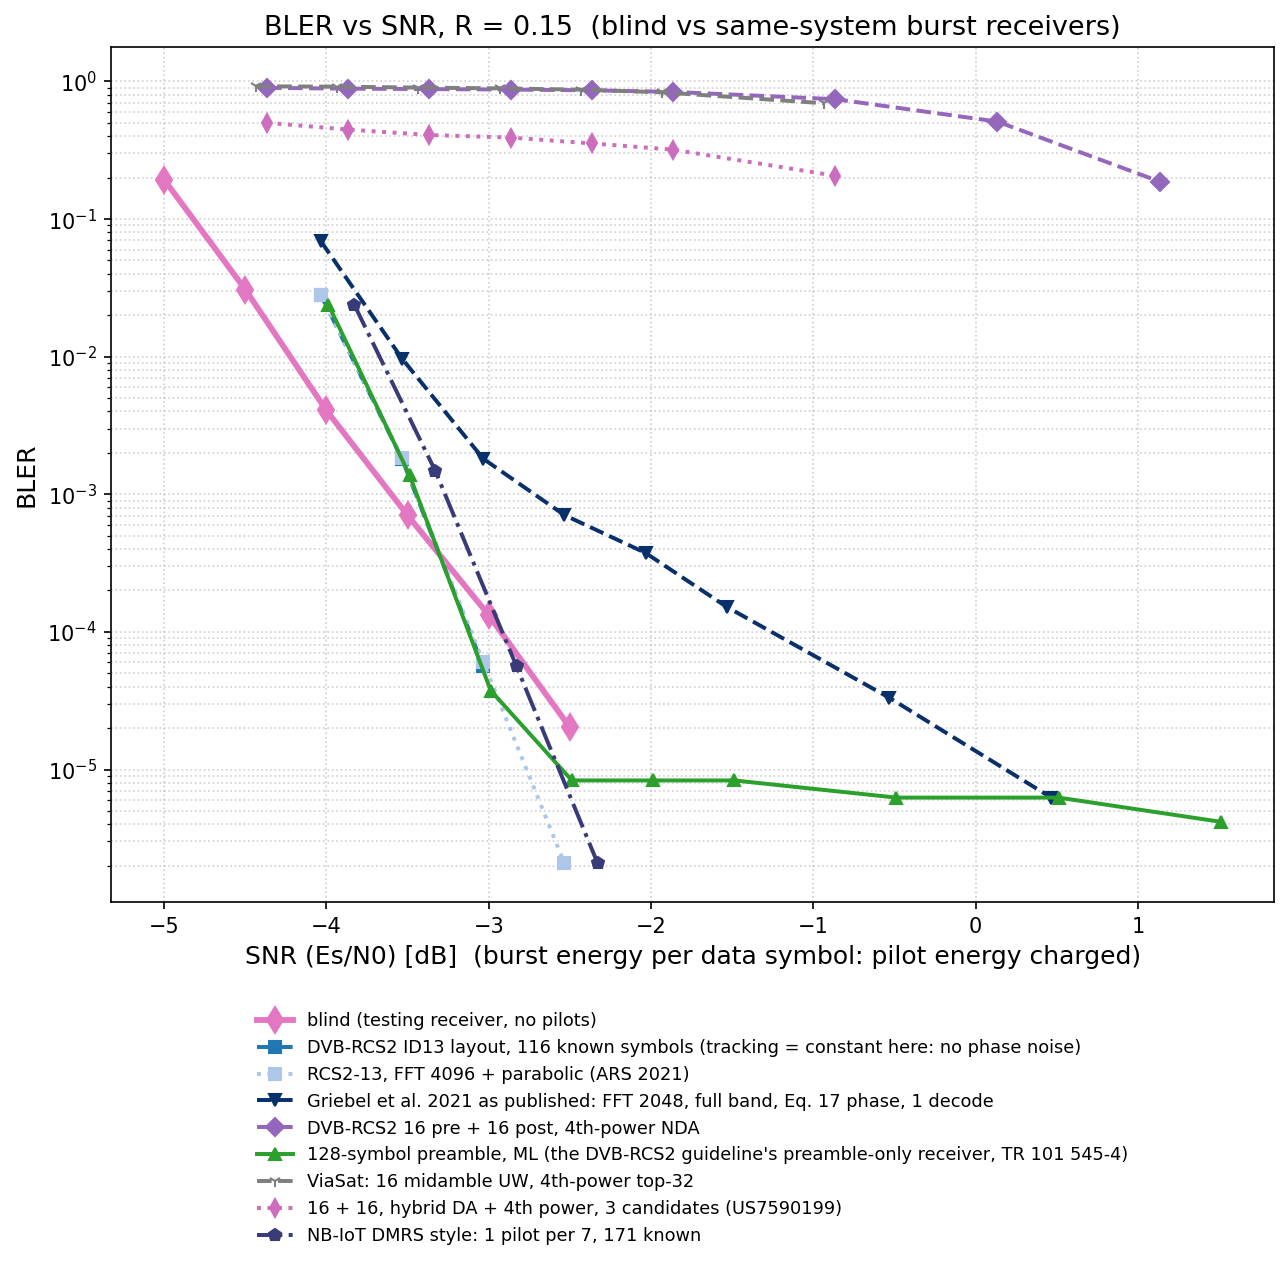 BLER vs SNR, R = 0.15  (blind vs same-system burst receivers)
BLER
10⁰
10⁻¹
10⁻²
10⁻³
10⁻⁴
10⁻⁵
−5 −4 −3 −2 −1 0 1
SNR (Es/N0) [dB]  (burst energy per data symbol: pilot energy charged)
blind (testing receiver, no pilots)
DVB-RCS2 ID13 layout, 116 known symbols (tracking = constant here: no phase noise)
RCS2-13, FFT 4096 + parabolic (ARS 2021)
Griebel et al. 2021 as published: FFT 2048, full band, Eq. 17 phase, 1 decode
DVB-RCS2 16 pre + 16 post, 4th-power NDA
128-symbol preamble, ML (the DVB-RCS2 guideline's preamble-only receiver, TR 101 545-4)
ViaSat: 16 midamble UW, 4th-power top-32
16 + 16, hybrid DA + 4th power, 3 candidates (US7590199)
NB-IoT DMRS style: 1 pilot per 7, 171 known